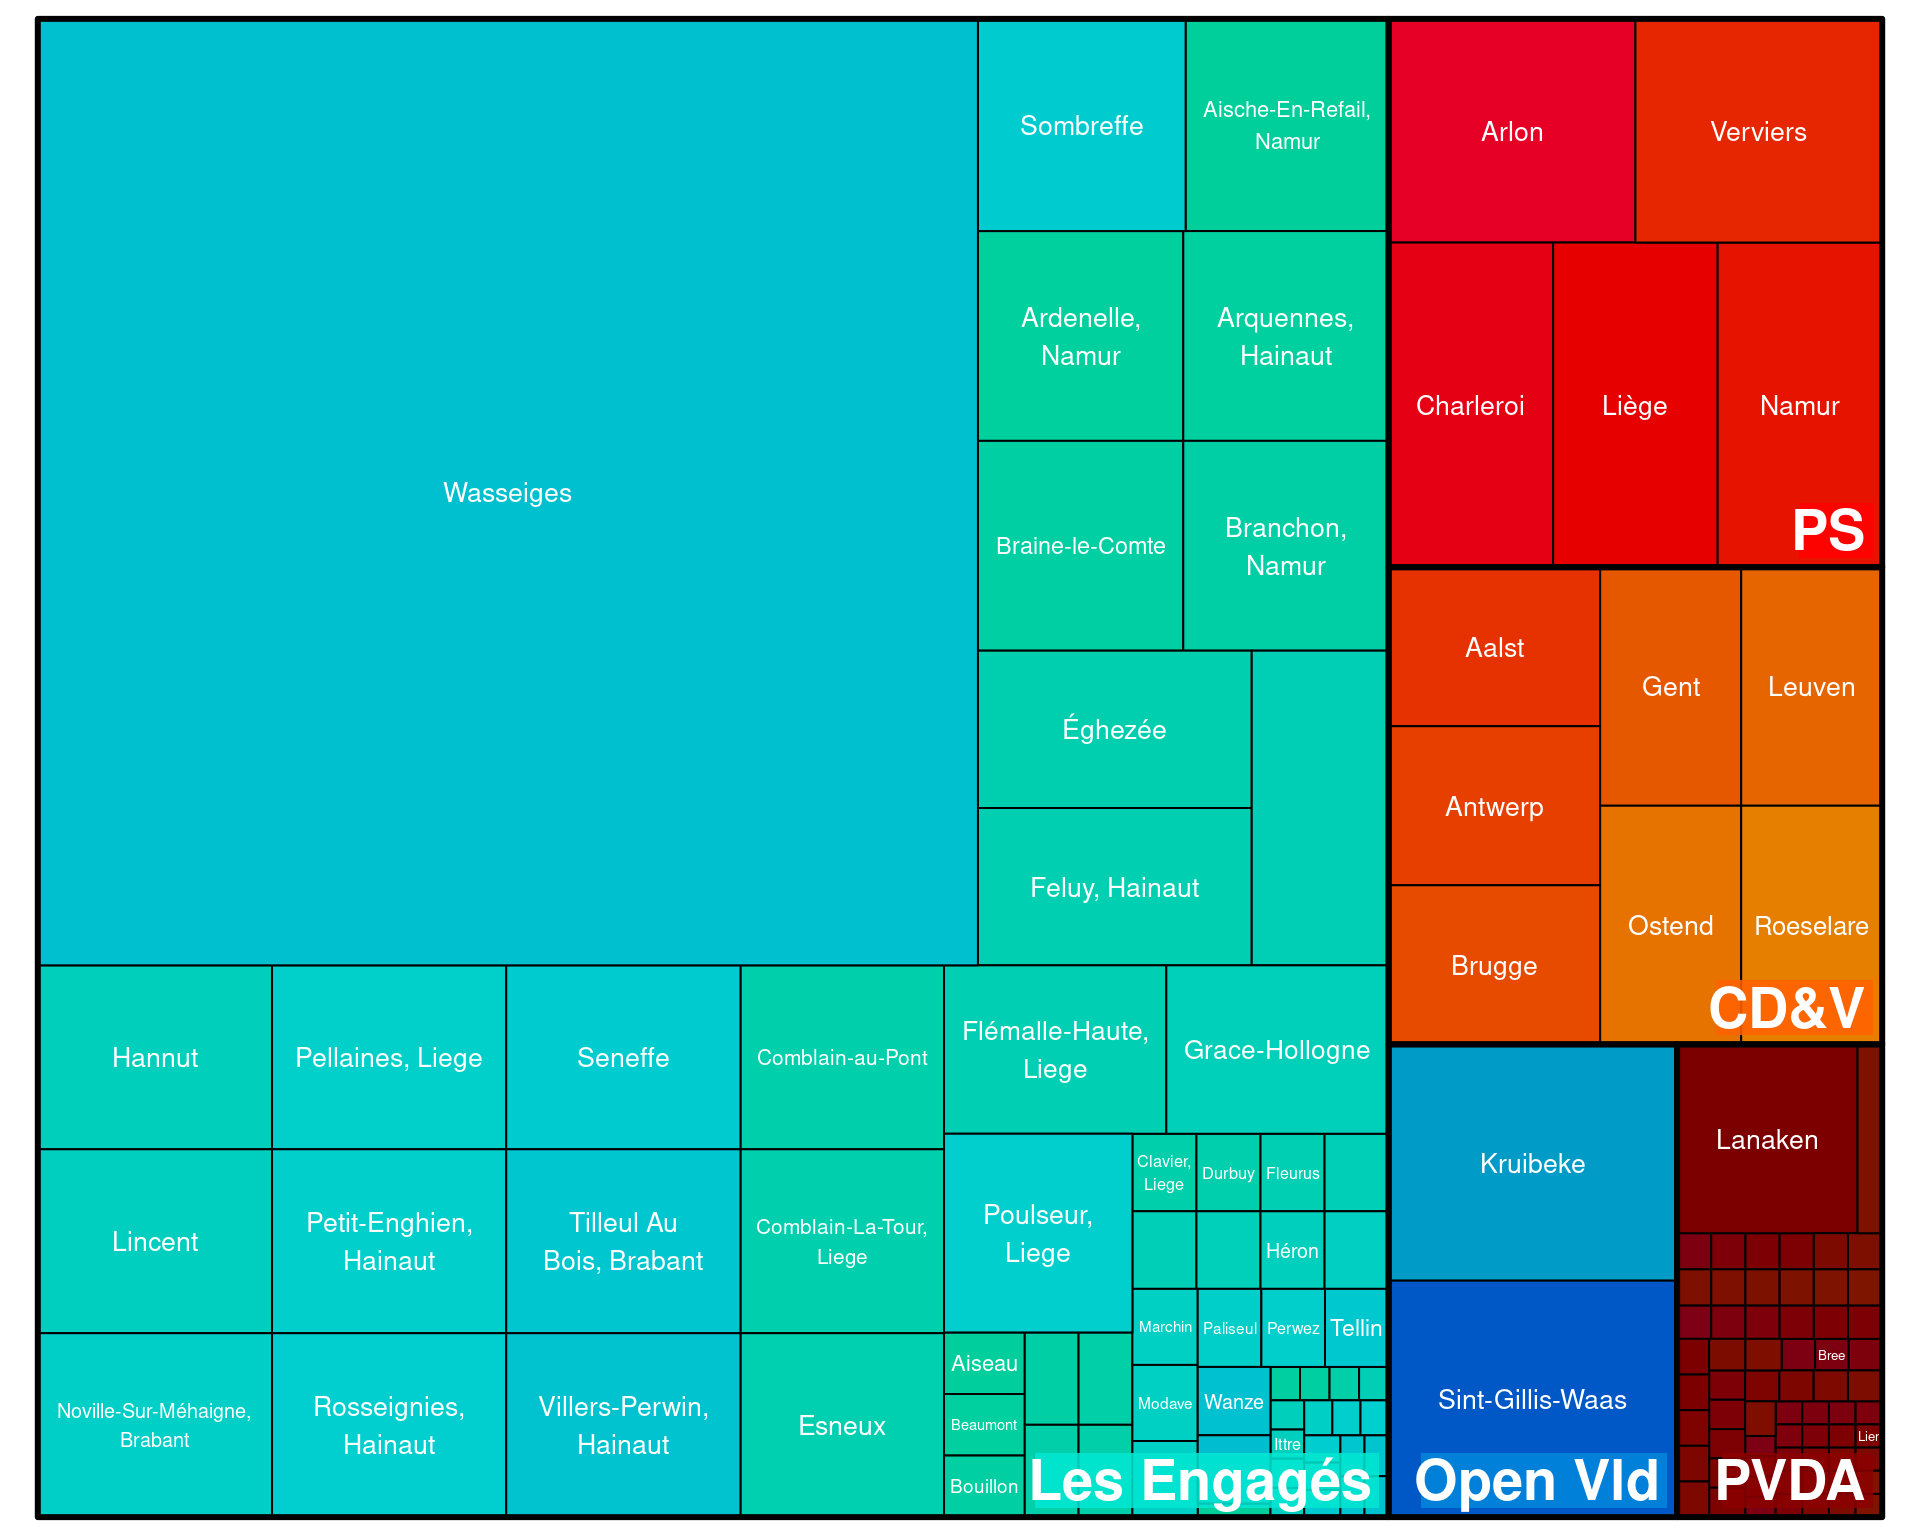 Wasseiges
Sombreffe
Aische-En-Refail,
Namur
Ardenelle,
Namur
Arquennes,
Hainaut
Braine-le-Comte
Branchon,
Namur
Éghezée
Feluy, Hainaut
Hannut
Pellaines, Liege
Seneffe
Comblain-au-Pont
Flémalle-Haute,
Liege
Grace-Hollogne
Lincent
Petit-Enghien,
Hainaut
Tilleul Au
Bois, Brabant
Comblain-La-Tour,
Liege
Poulseur,
Liege
Clavier,
Liege
Durbuy
Fleurus
Héron
Marchin
Paliseul
Perwez
Tellin
Noville-Sur-Méhaigne,
Brabant
Rosseignies,
Hainaut
Villers-Perwin,
Hainaut
Esneux
Aiseau
Beaumont
Bouillon
Modave
Wanze
Ittre
Les Engagés
Arlon
Verviers
Charleroi
Liège
Namur
PS
Aalst
Gent
Leuven
Antwerp
Brugge
Ostend
Roeselare
CD&V
Kruibeke
Sint-Gillis-Waas
Open Vld
Lanaken
Bree
Lier
PVDA